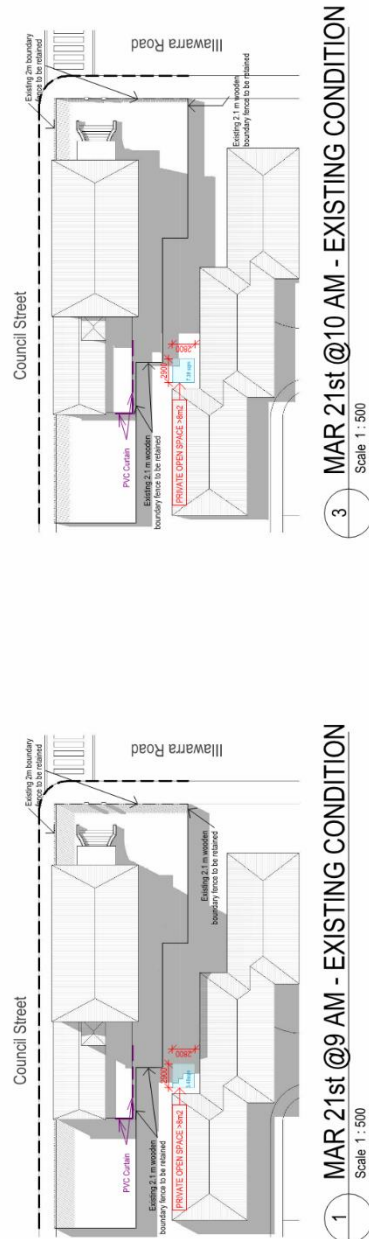 Council Street
Existing 2m boundary
fence to be retained
Illawarra Road
PVC Curtain
Existing 2.1 m wooden
boundary fence to be retained
Existing 2.1 m wooden
boundary fence to be retained
2900
2800
PRIVATE OPEN SPACE >8m2
1
MAR 21st @9 AM - EXISTING CONDITION
Scale 1 : 500
Council Street
Existing 2m boundary
fence to be retained
Illawarra Road
PVC Curtain
Existing 2.1 m wooden
boundary fence to be retained
Existing 2.1 m wooden
boundary fence to be retained
2900
2800
PRIVATE OPEN SPACE >8m2
3
MAR 21st @10 AM - EXISTING CONDITION
Scale 1 : 500